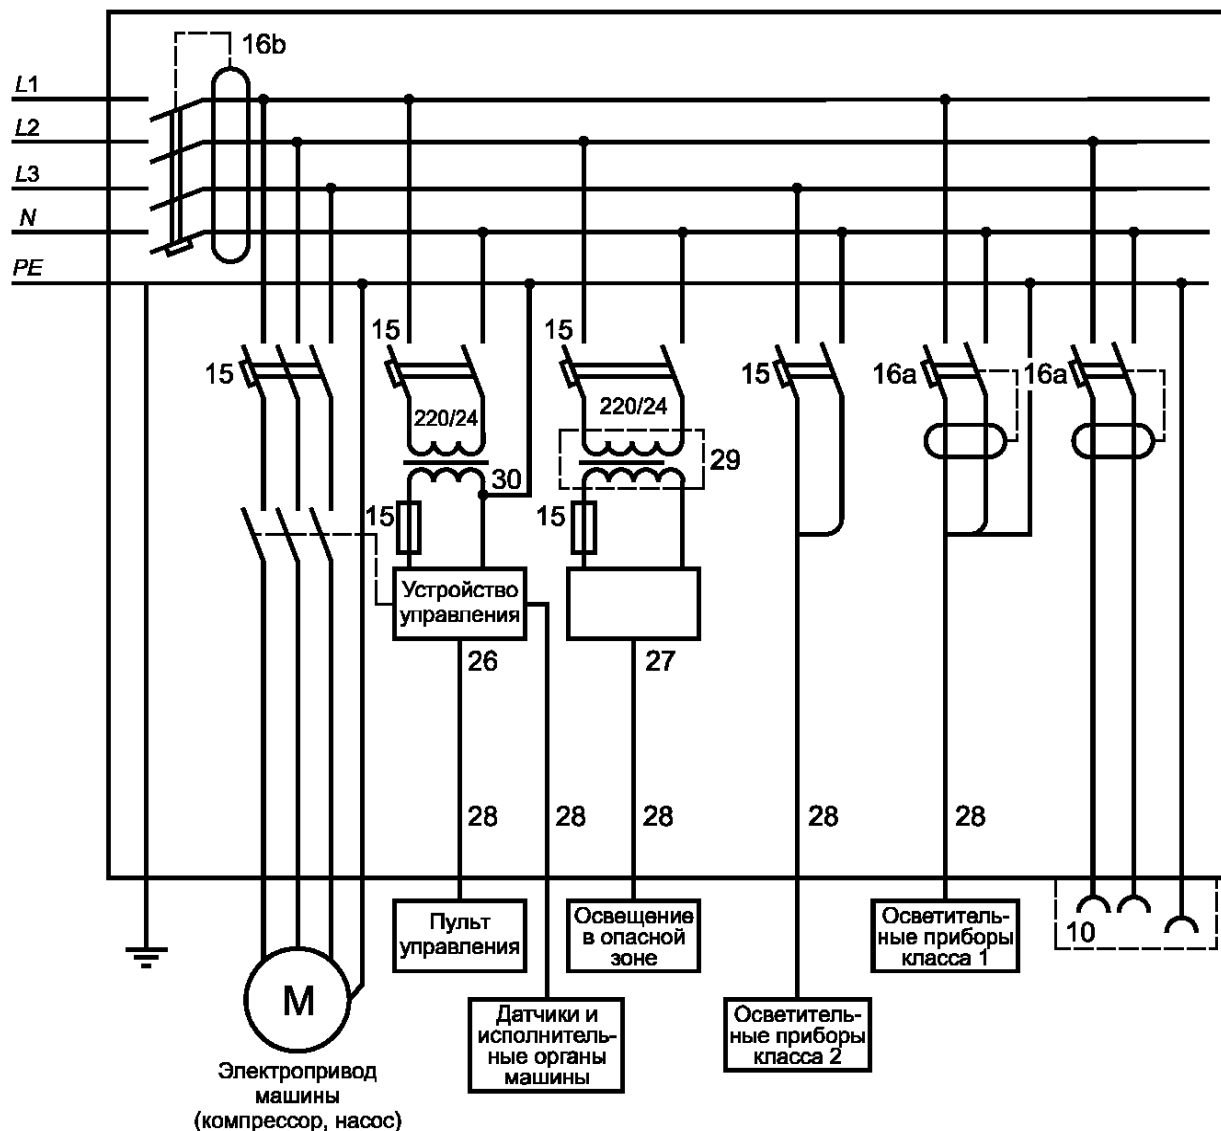 16b
L1
L2
L3
N
PE
15
15
15
15
16a
16a
220/24
220/24
29
30
15
15
Устройство
управления
26
27
28
28
28
28
28
Пульт
управления
Освещение
в опасной
зоне
Осветитель-
ные приборы
класса 1
10
M
Датчики и
исполнитель-
ные органы
машины
Осветитель-
ные приборы
класса 2
Электропривод
машины
(компрессор, насос)